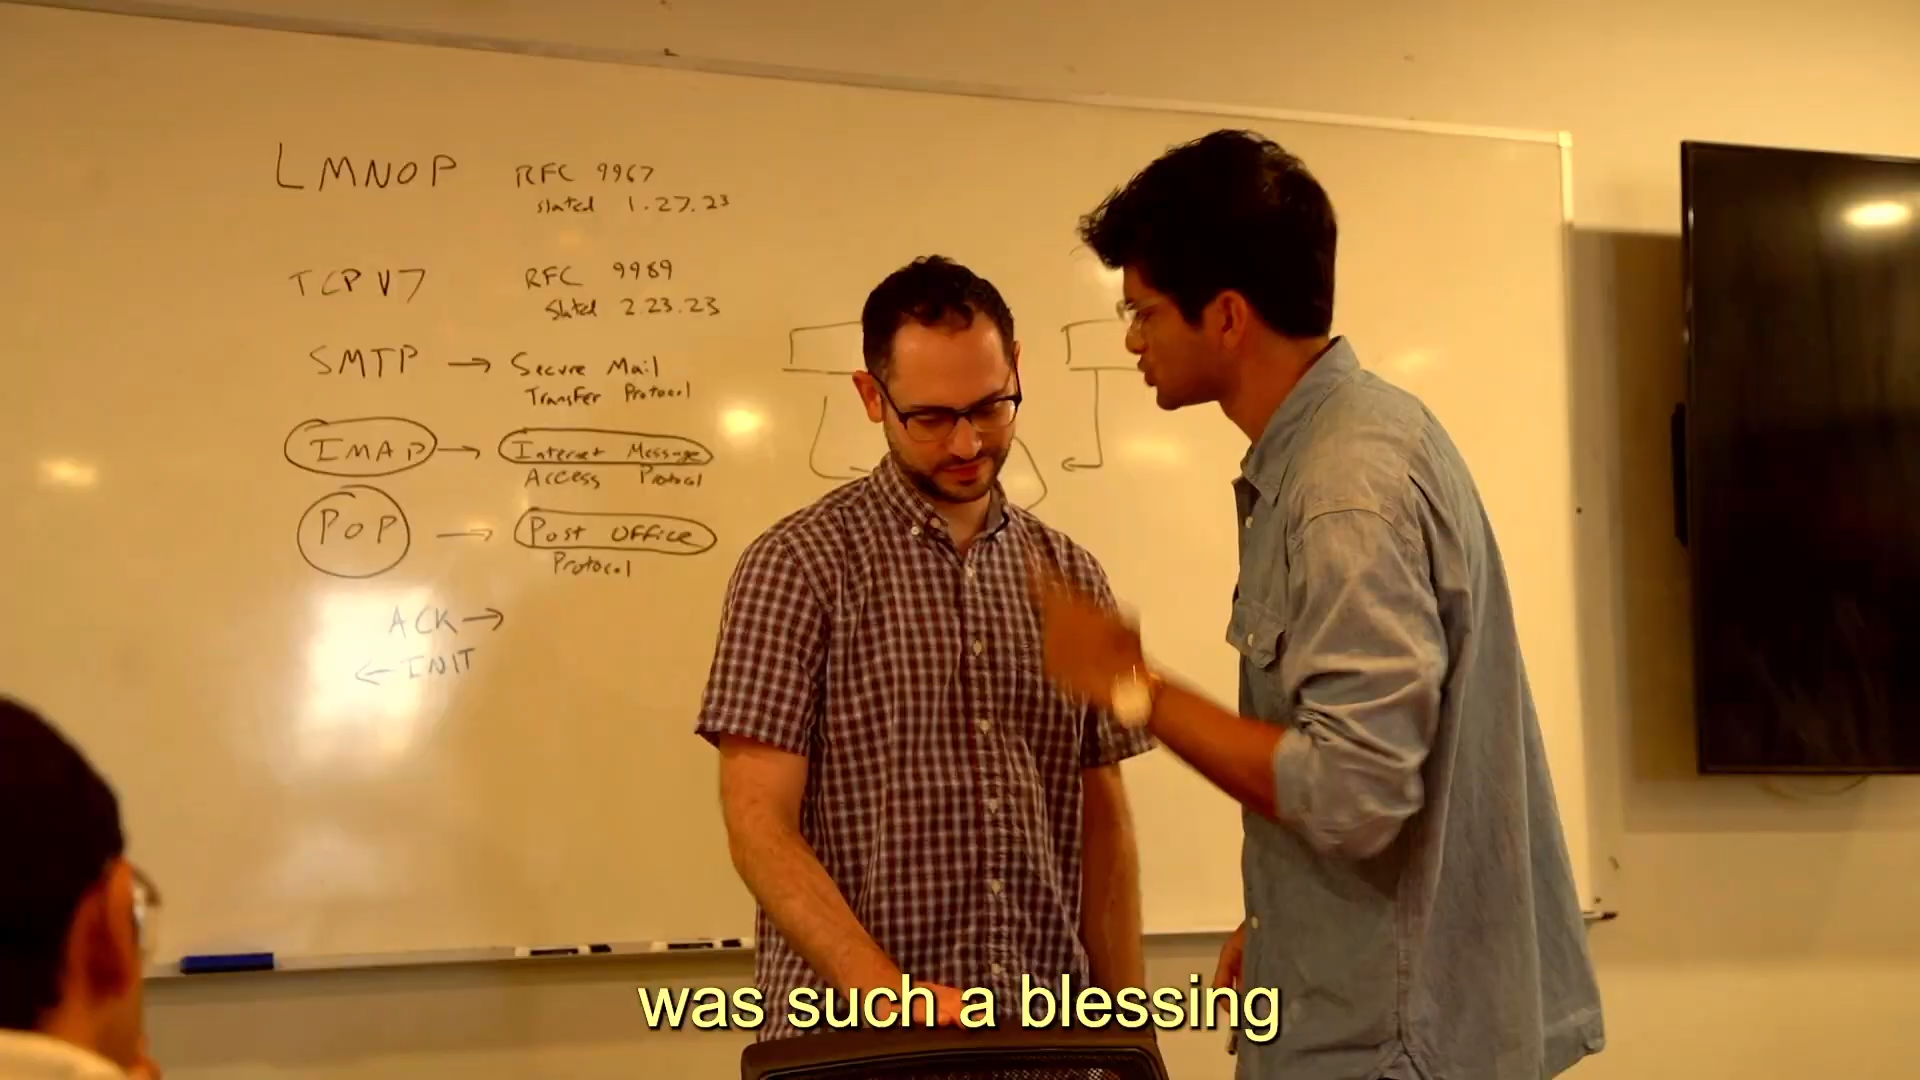 LMNOP RFC 9967
slated 1.27.23
TCP V7 RFC 9989
slated 2.23.23
SMTP → Secure Mail
Transfer Protocol
IMAP → Internet Message
Access Protocol
POP → Post Office
Protocol
ACK →
← INIT
was such a blessing